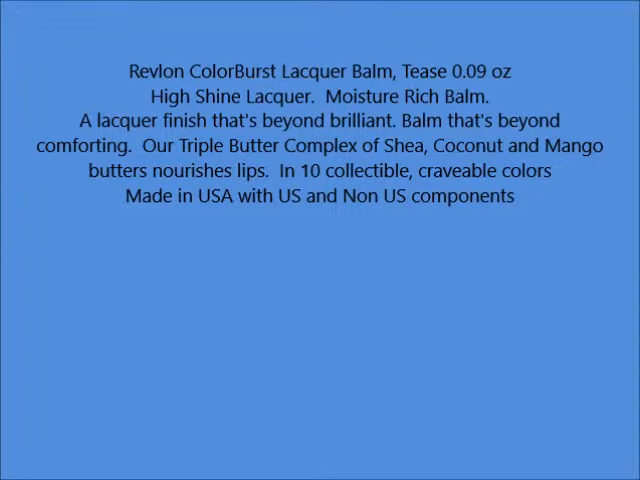 Revlon ColorBurst Lacquer Balm, Tease 0.09 oz
High Shine Lacquer.  Moisture Rich Balm.
A lacquer finish that's beyond brilliant. Balm that's beyond
comforting.  Our Triple Butter Complex of Shea, Coconut and Mango
butters nourishes lips.  In 10 collectible, craveable colors
Made in USA with US and Non US components